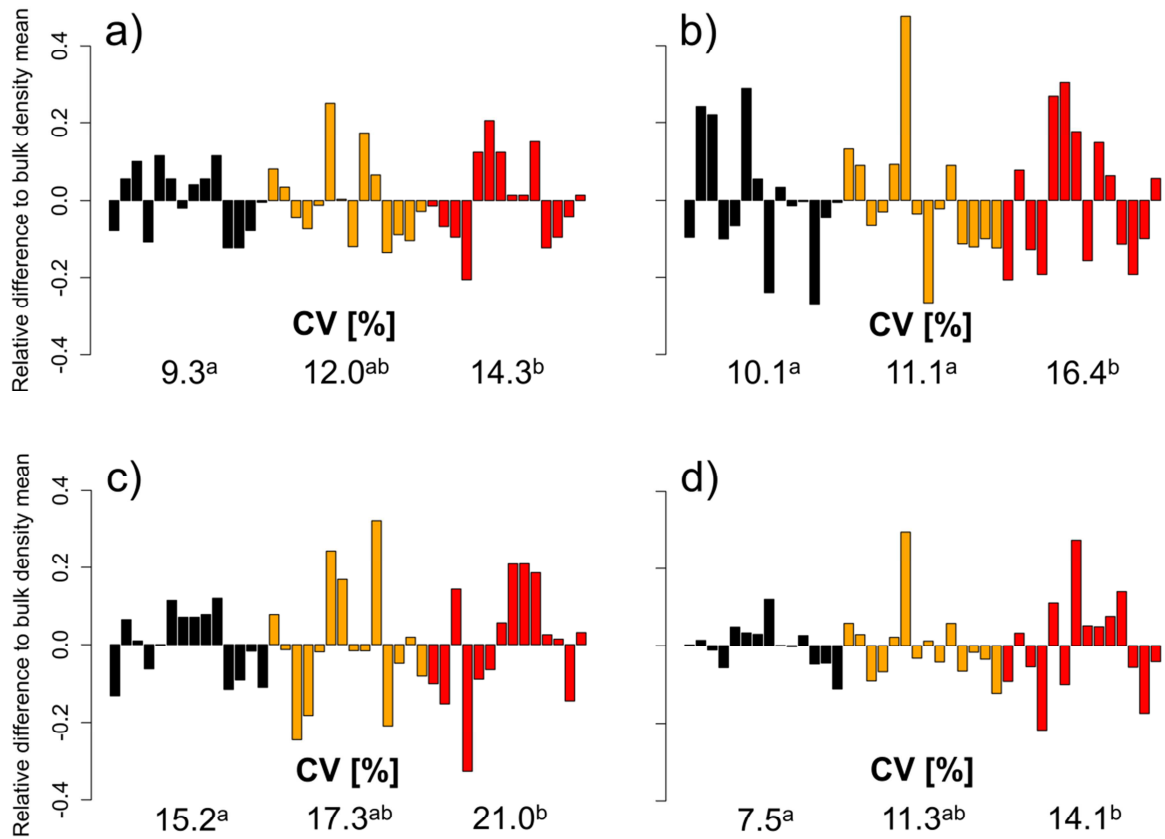 a)
b)
Relative difference to bulk density mean
0.4
0.2
0.0
-0.2
-0.4
CV [%]
CV [%]
9.3ᵃ 12.0ᵃᵇ 14.3ᵇ
10.1ᵃ 11.1ᵃ 16.4ᵇ
c)
d)
Relative difference to bulk density mean
0.4
0.2
0.0
-0.2
-0.4
CV [%]
CV [%]
15.2ᵃ 17.3ᵃᵇ 21.0ᵇ
7.5ᵃ 11.3ᵃᵇ 14.1ᵇ